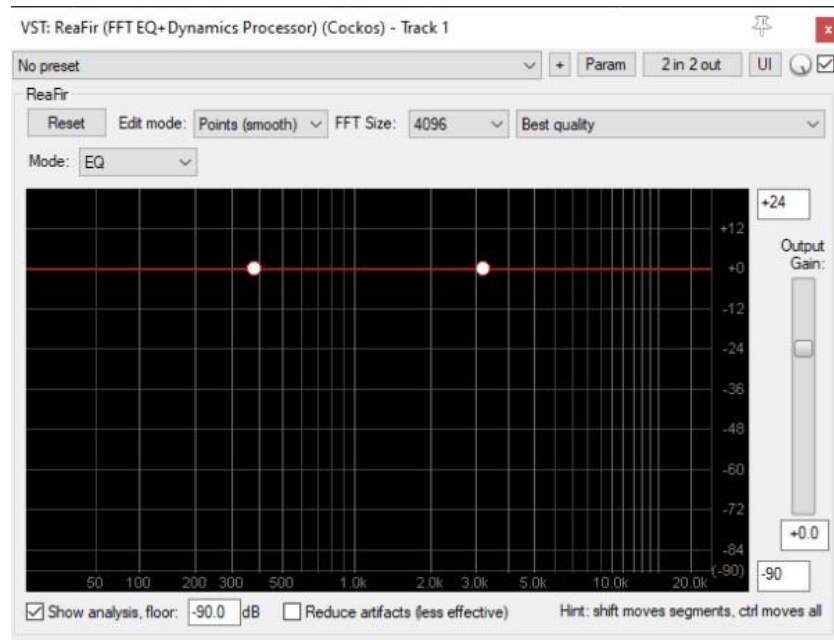 VST: ReaFir (FFT EQ+Dynamics Processor) (Cockos) - Track 1
x
No preset
+
Param
2 in 2 out
UI
ReaFir
Reset
Edit mode:
Points (smooth)
FFT Size:
4096
Best quality
Mode:
EQ
+24
+12
Output
Gain:
+0
-12
-24
-36
-48
-60
-72
+0.0
-84
(-90)
-90
50
100
200
300
500
1.0k
2.0k
3.0k
5.0k
10.0k
20.0k
Show analysis, floor:
-90.0
dB
Reduce artifacts (less effective)
Hint: shift moves segments, ctrl moves all